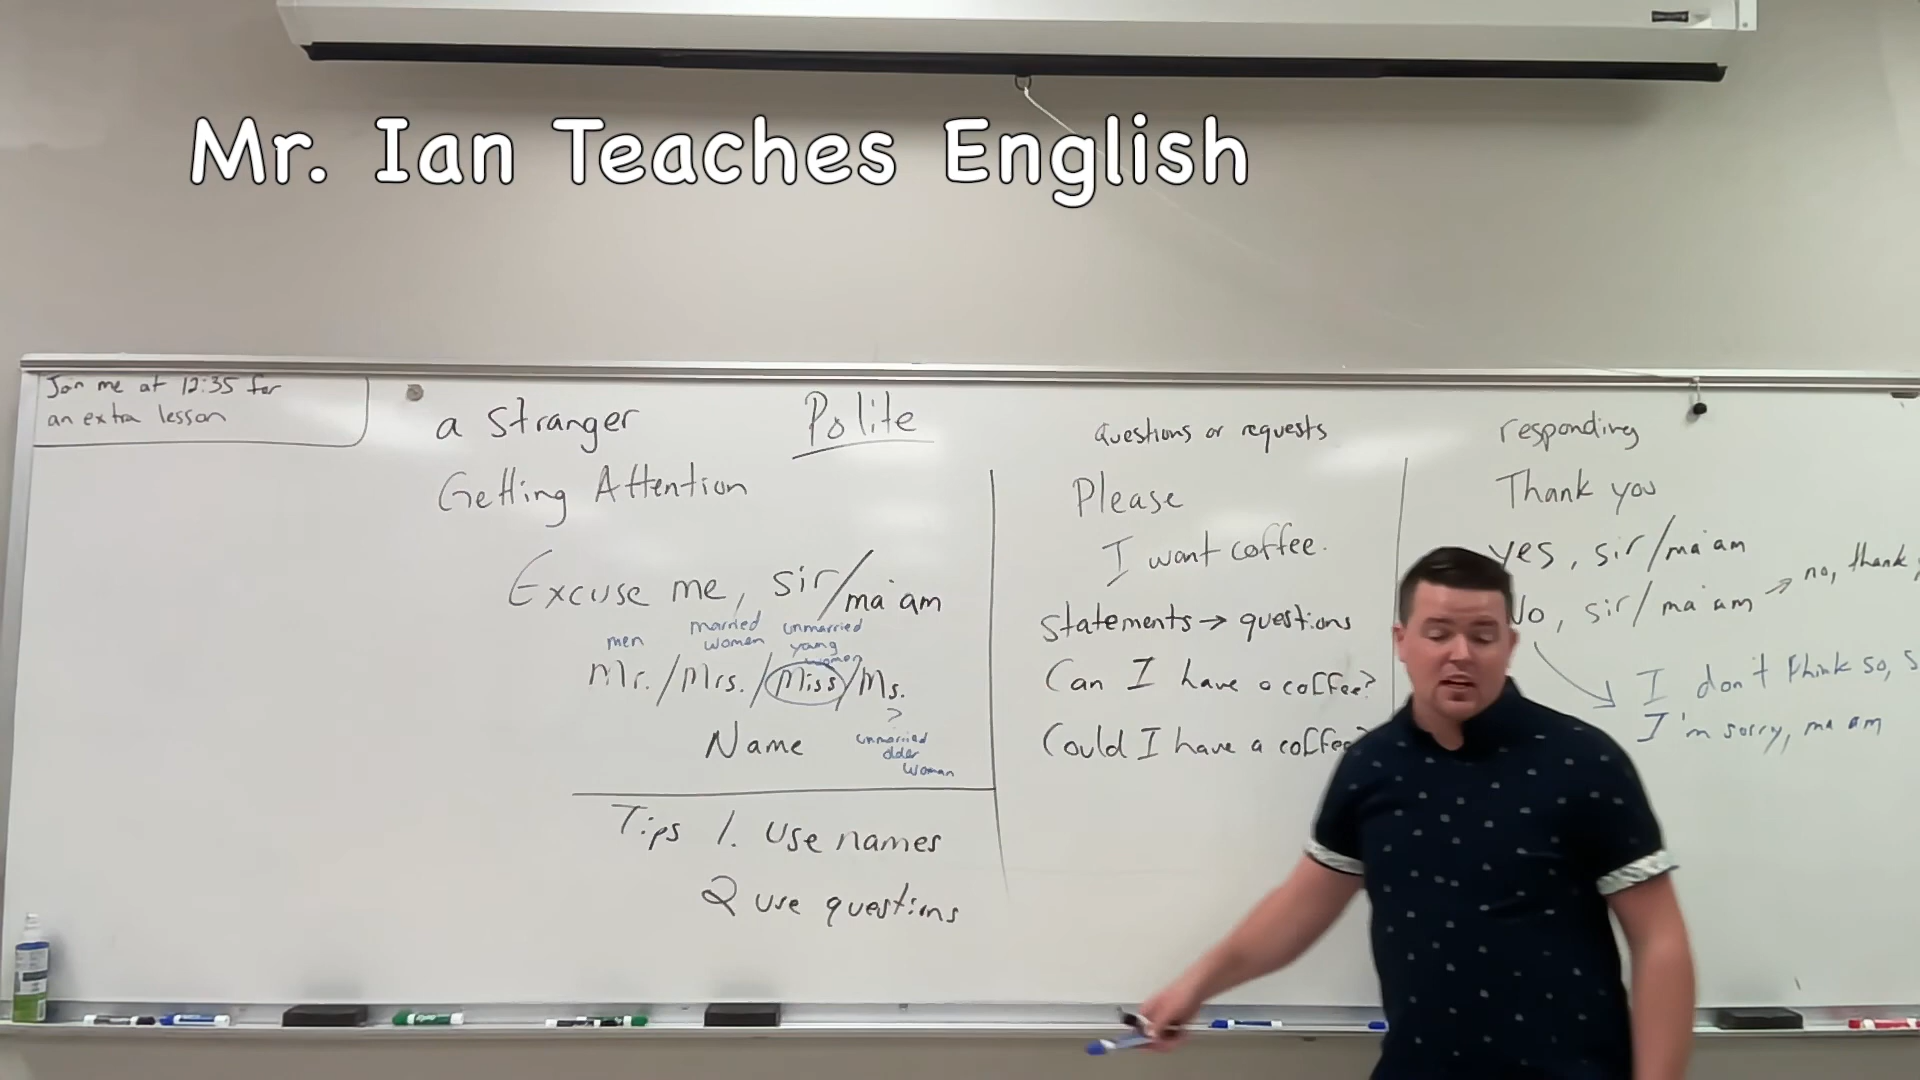 Mr. Ian Teaches English
Join me at 12:35 for
an extra lesson
a stranger
Polite
Getting Attention
Excuse me, sir/ma'am
men
married
women
unmarried
young
women
Mr./Mrs./Miss/Ms.
Name
unmarried
older
woman
Tips 1. Use names
2 use questions
questions or requests
Please
I want coffee.
statements → questions
Can I have a coffee?
Could I have a coffee?
responding
Thank you
yes, sir/ma'am
No, sir/ma'am → no, thank
I don't think so, s
I'm sorry, ma'am